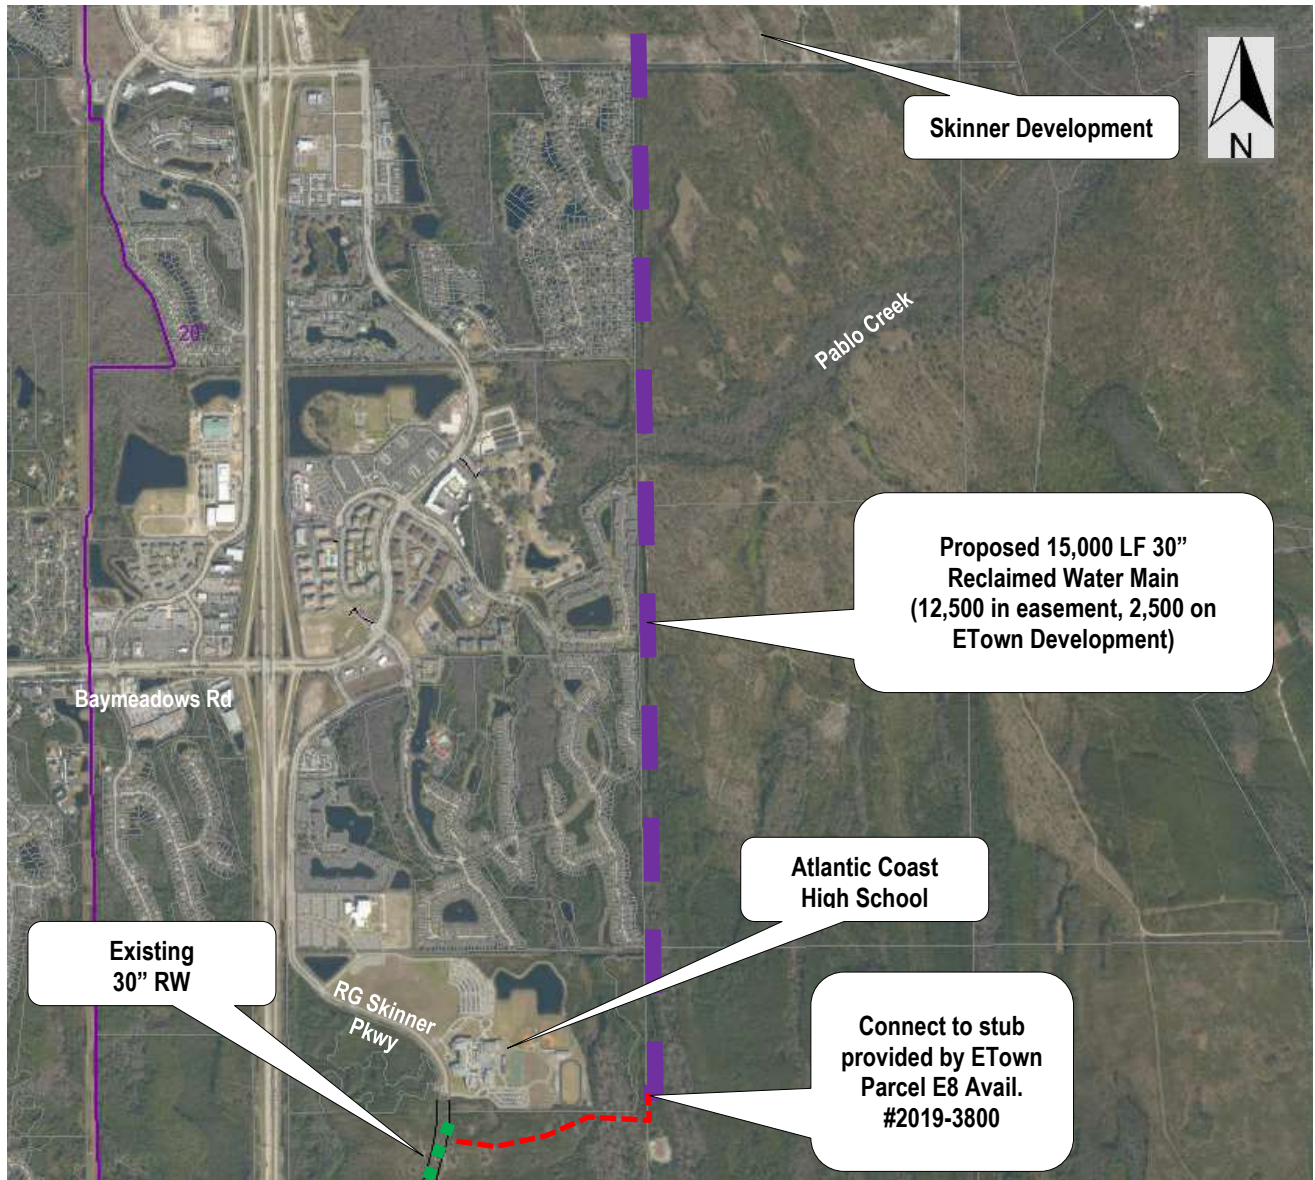 Skinner Development
N
20"
Pablo Creek
Proposed 15,000 LF 30”
Reclaimed Water Main
(12,500 in easement, 2,500 on
ETown Development)
Baymeadows Rd
Atlantic Coast
High School
Existing
30” RW
RG Skinner
Pkwy
Connect to stub
provided by ETown
Parcel E8 Avail.
#2019-3800